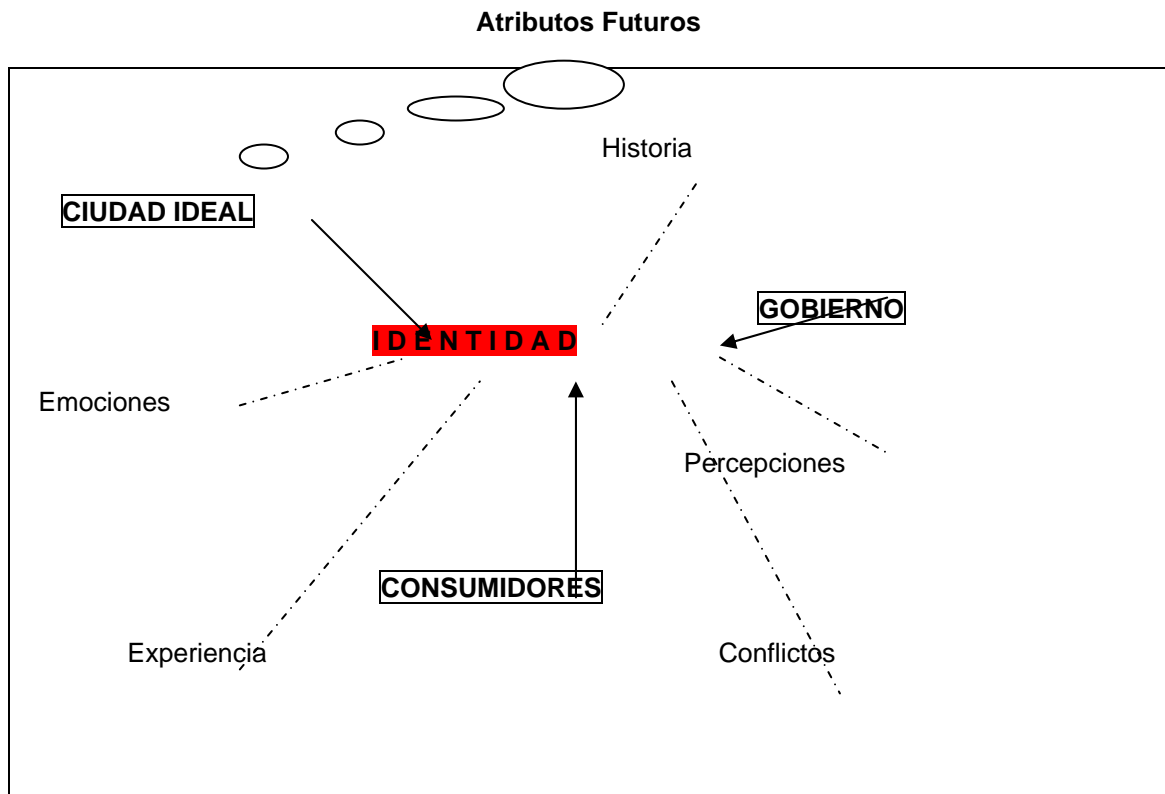 Atributos Futuros
Historia
CIUDAD IDEAL
GOBIERNO
I D E N T I D A D
Emociones
Percepciones
CONSUMIDORES
Experiencia
Conflictos